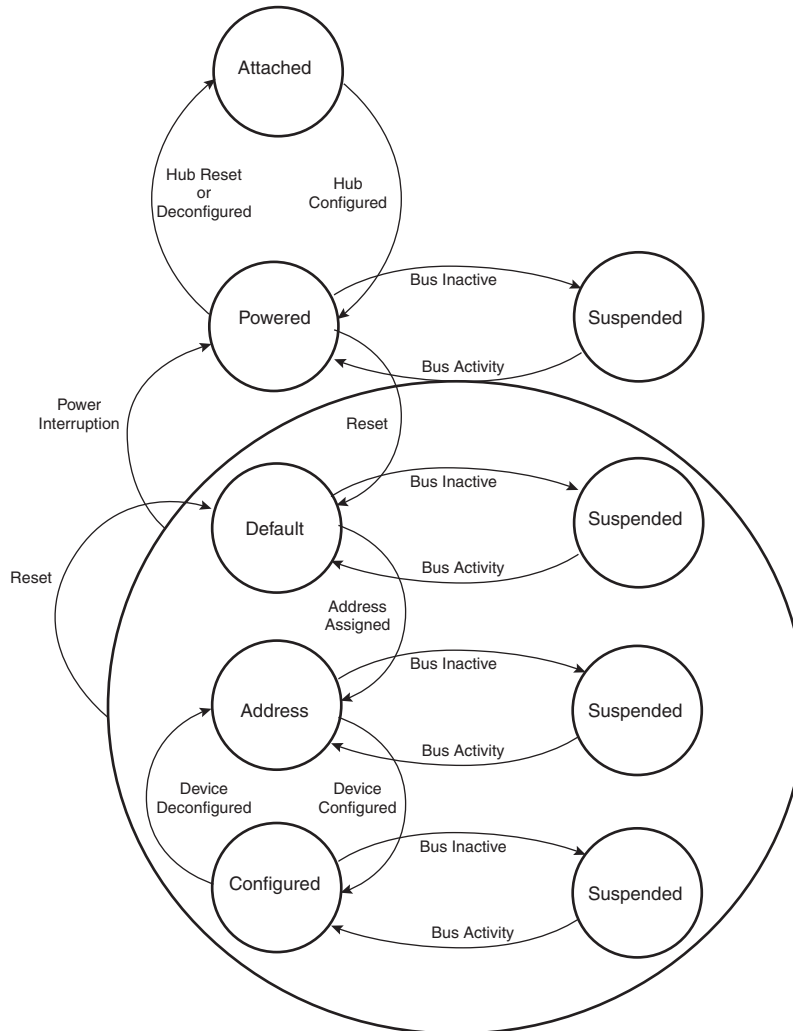 Attached
Hub Reset
or
Deconfigured
Hub
Configured
Powered
Bus Inactive
Suspended
Bus Activity
Power
Interruption
Reset
Default
Bus Inactive
Suspended
Bus Activity
Reset
Address
Assigned
Address
Bus Inactive
Suspended
Bus Activity
Device
Deconfigured
Device
Configured
Configured
Bus Inactive
Suspended
Bus Activity